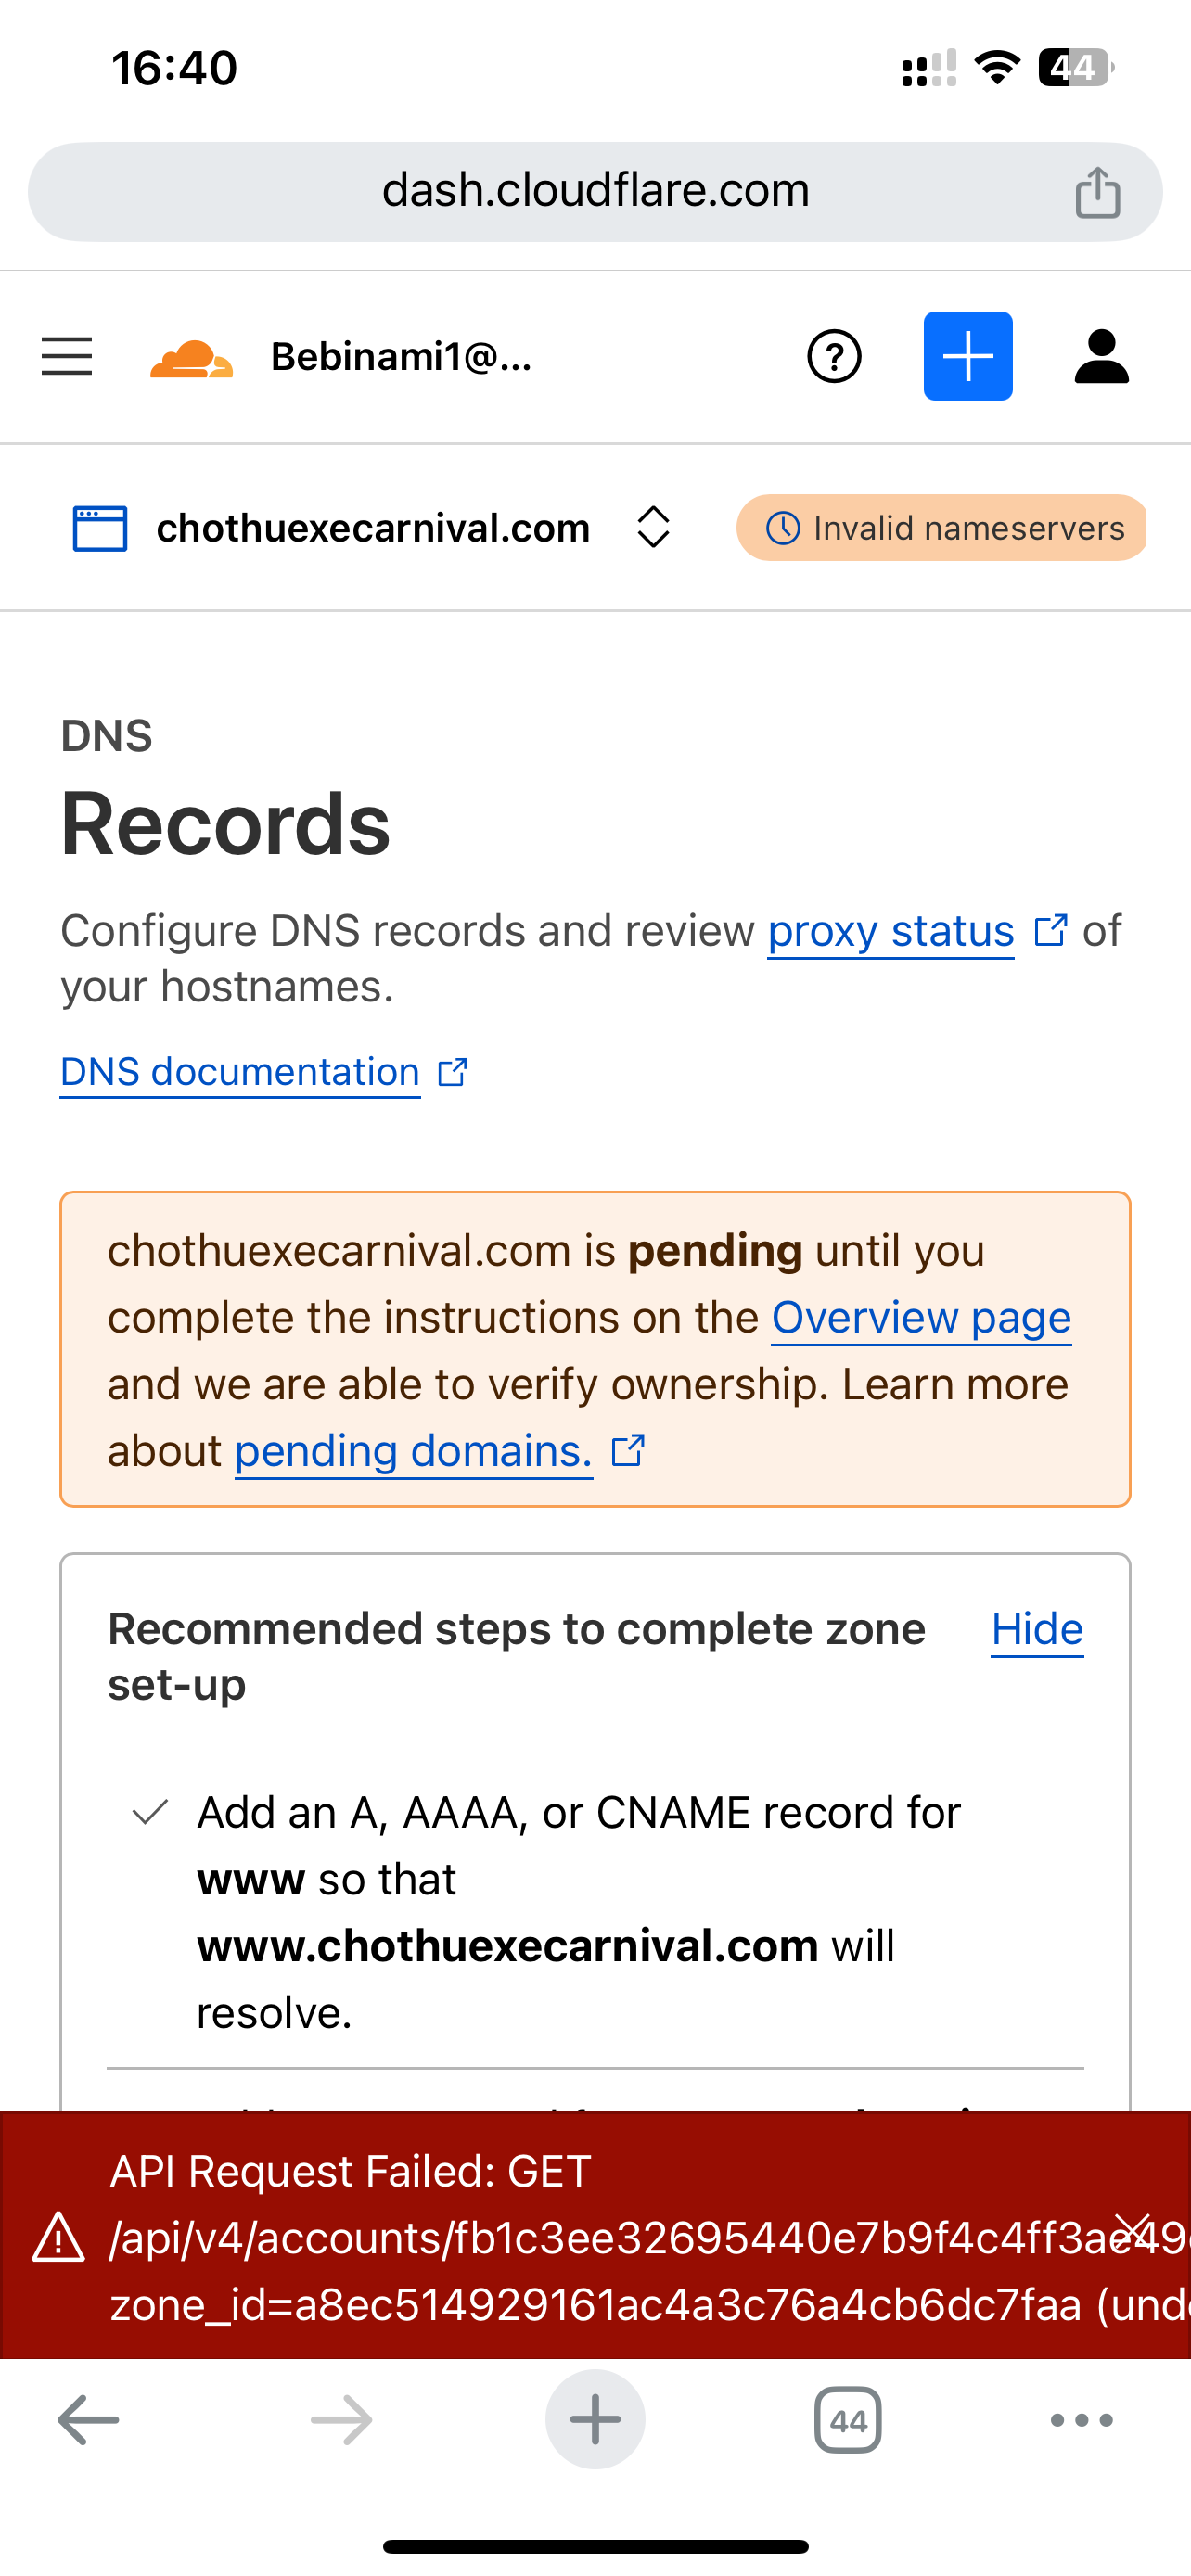 16:40
44
dash.cloudflare.com
Bebinami1@...
chothuexecarnival.com
Invalid nameservers
DNS
Records
Configure DNS records and review proxy status of
your hostnames.
DNS documentation
chothuexecarnival.com is pending until you
complete the instructions on the Overview page
and we are able to verify ownership. Learn more
about pending domains.
Recommended steps to complete zone
set-up
Hide
Add an A, AAAA, or CNAME record for
www so that
www.chothuexecarnival.com will
resolve.
API Request Failed: GET
/api/v4/accounts/fb1c3ee32695440e7b9f4c4ff3ae49
zone_id=a8ec514929161ac4a3c76a4cb6dc7faa (und
44